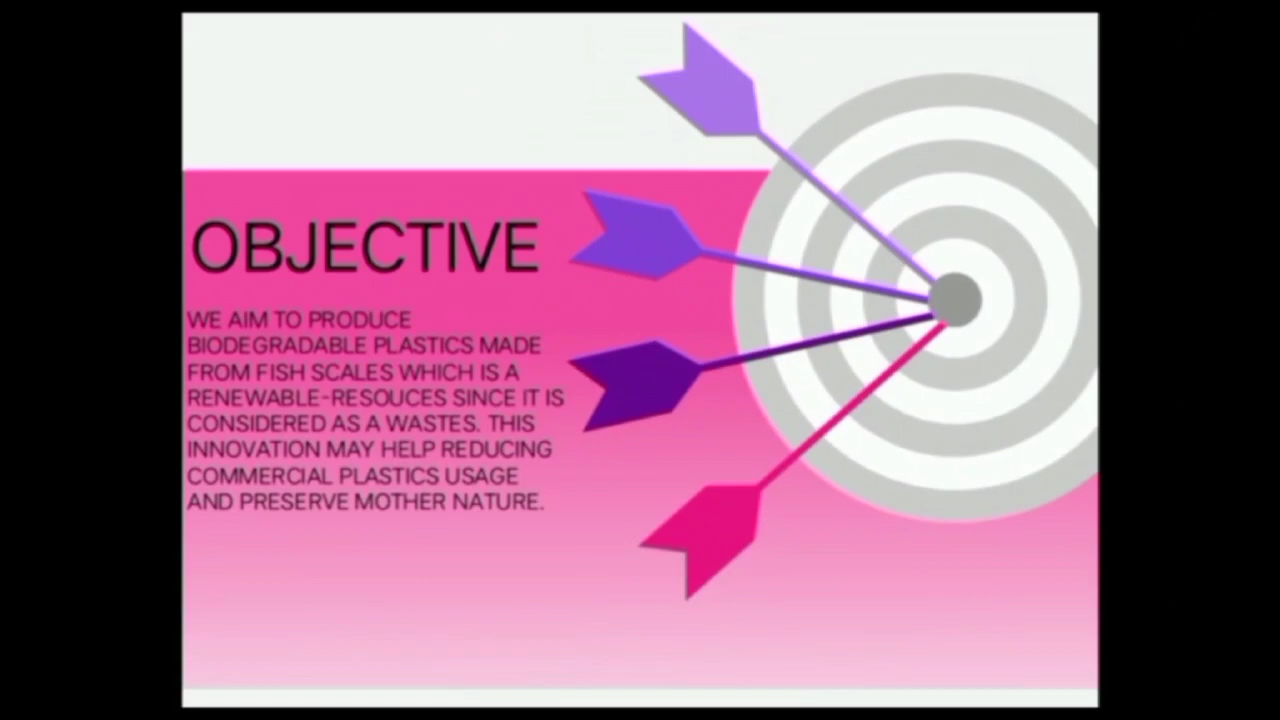 OBJECTIVE
WE AIM TO PRODUCE
BIODEGRADABLE PLASTICS MADE
FROM FISH SCALES WHICH IS A
RENEWABLE-RESOUCES SINCE IT IS
CONSIDERED AS A WASTES. THIS
INNOVATION MAY HELP REDUCING
COMMERCIAL PLASTICS USAGE
AND PRESERVE MOTHER NATURE.